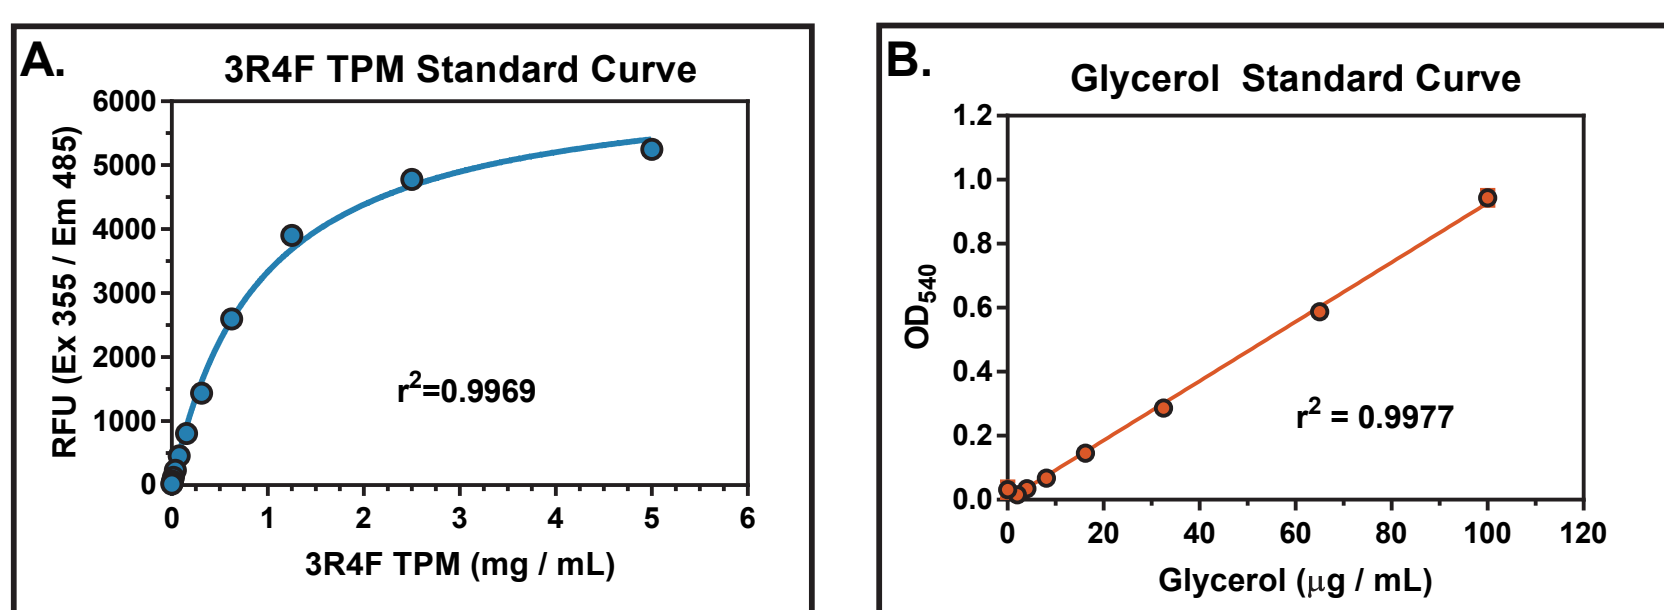 A.
3R4F TPM Standard Curve
RFU (Ex 355 / Em 485)
6000
5000
4000
3000
2000
1000
0
r²=0.9969
0 1 2 3 4 5 6
3R4F TPM (mg / mL)
B.
Glycerol Standard Curve
OD₅₄₀
1.2
1.0
0.8
0.6
0.4
0.2
0.0
r² = 0.9977
0 20 40 60 80 100 120
Glycerol (μg / mL)